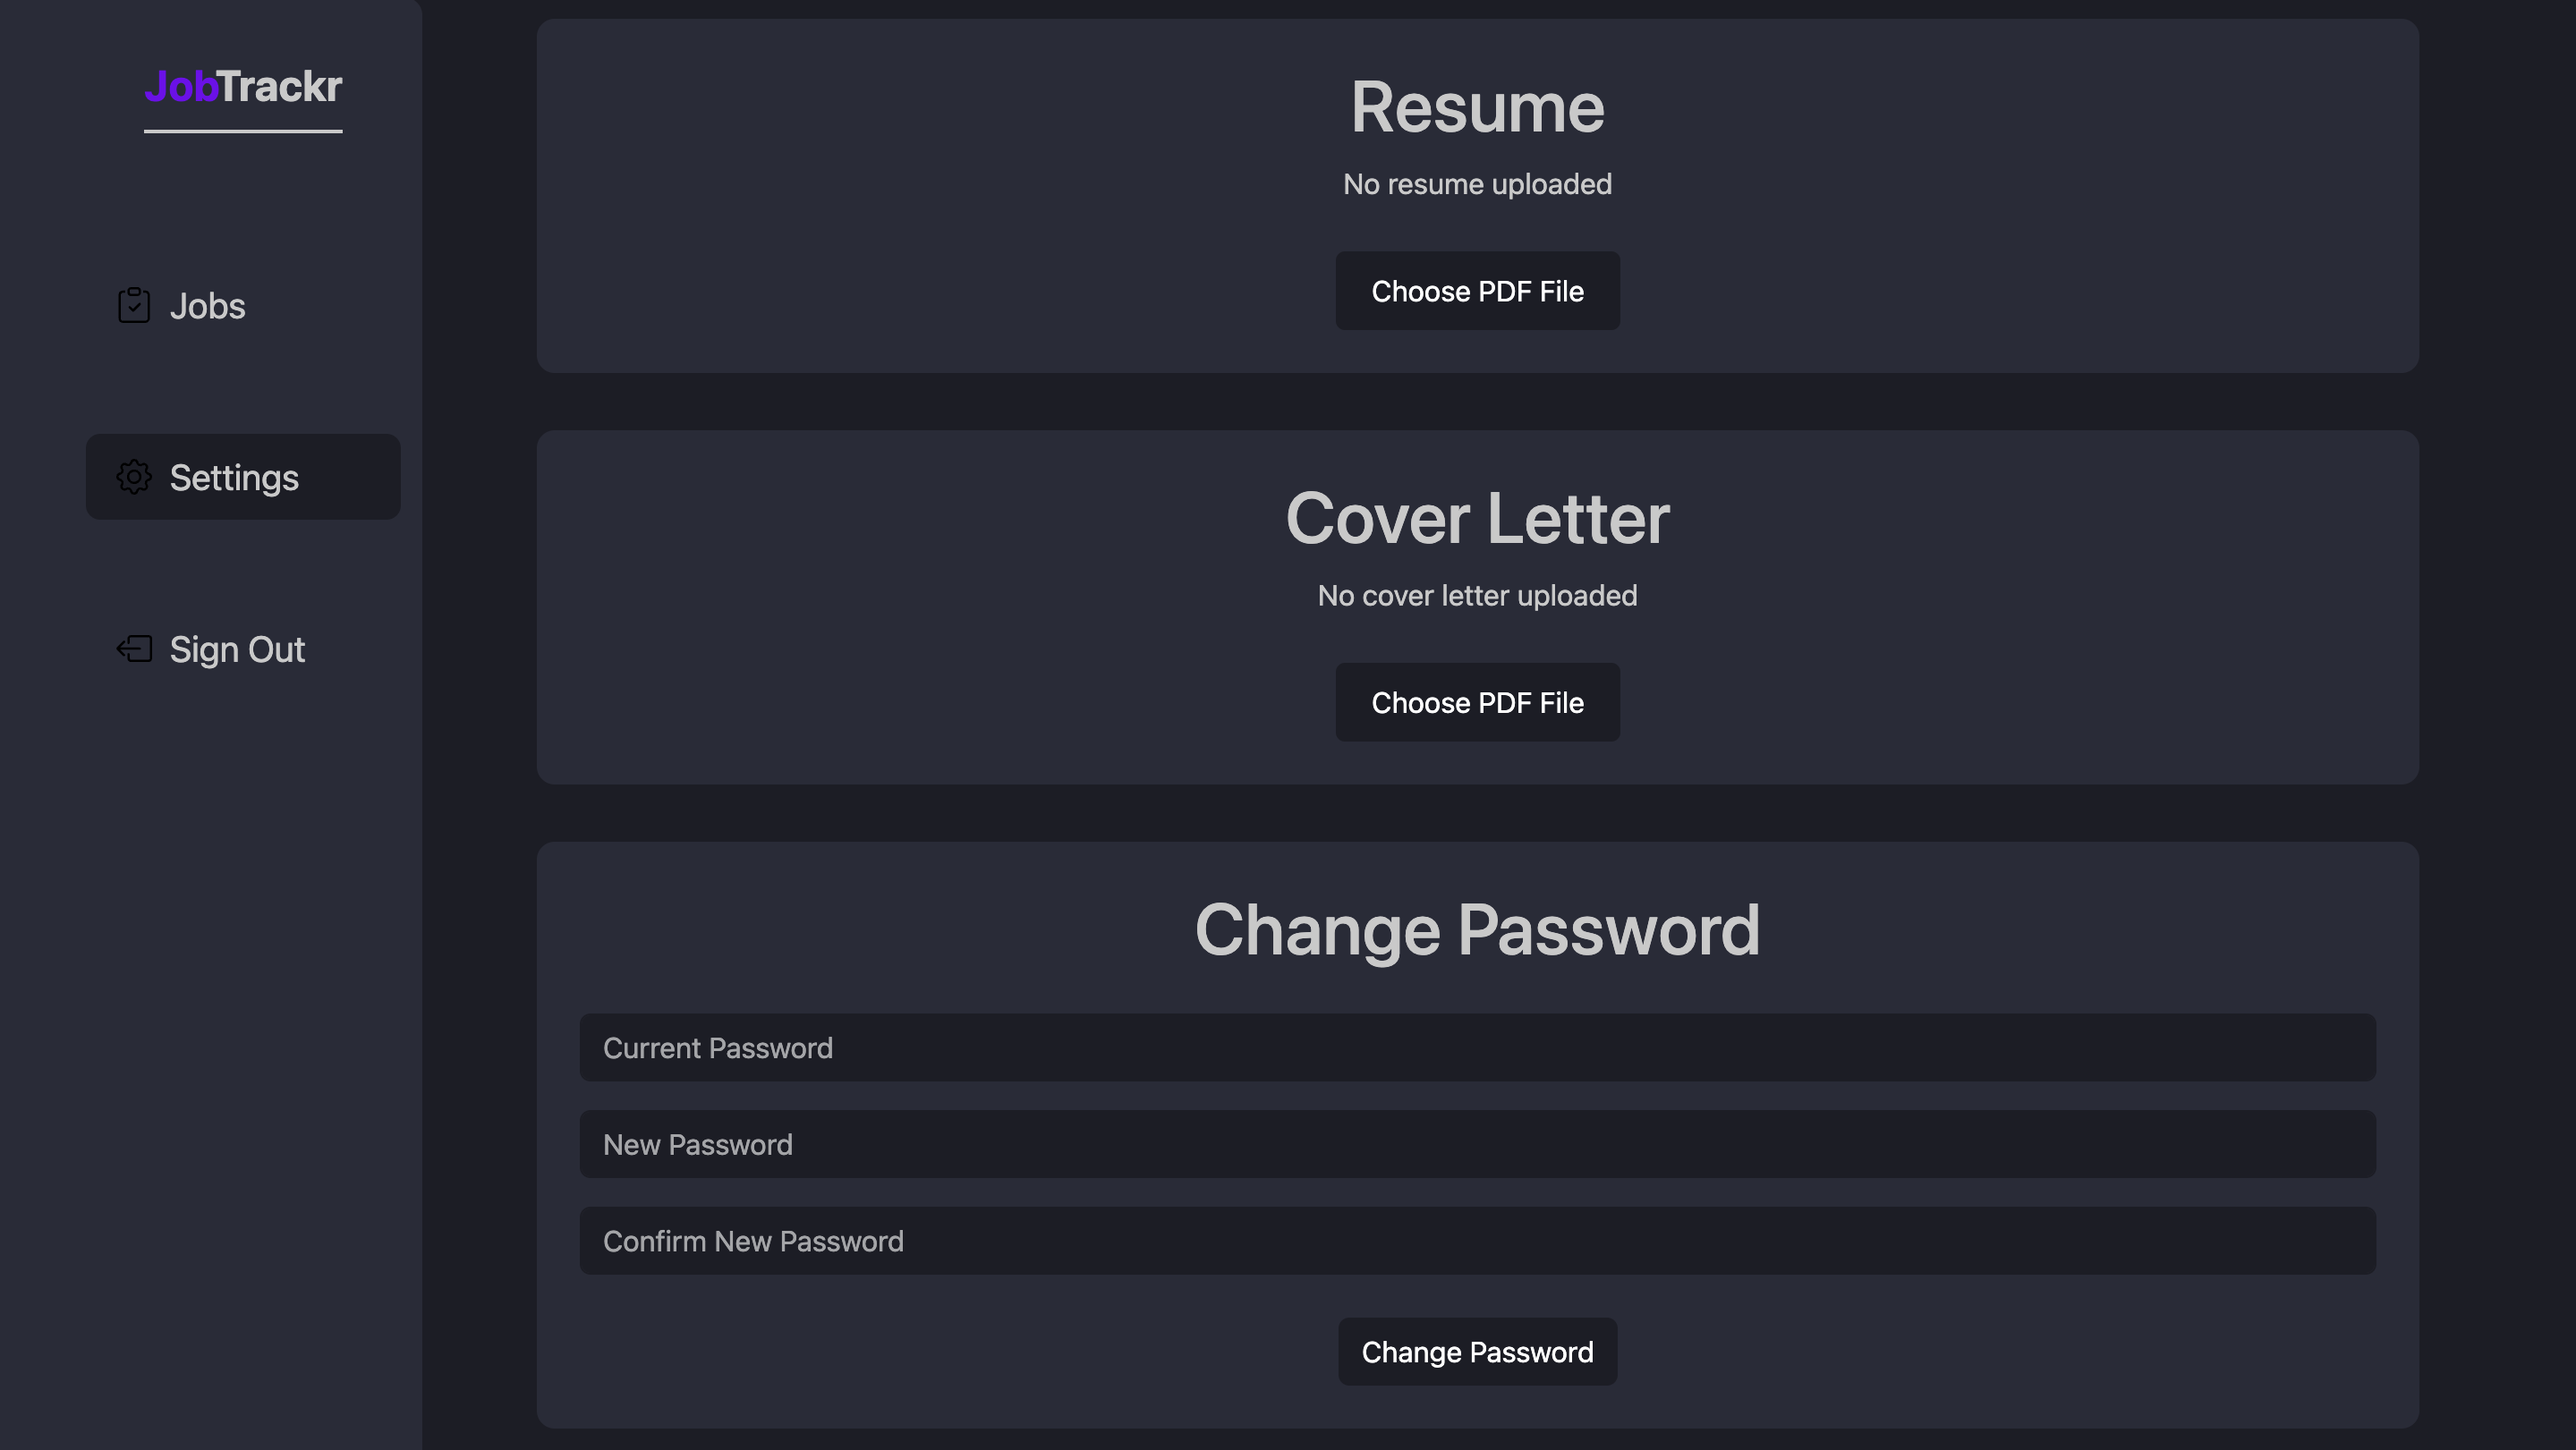 JobTrackr
Jobs
Settings
Sign Out
Resume
No resume uploaded
Choose PDF File
Cover Letter
No cover letter uploaded
Choose PDF File
Change Password
Current Password
New Password
Confirm New Password
Change Password